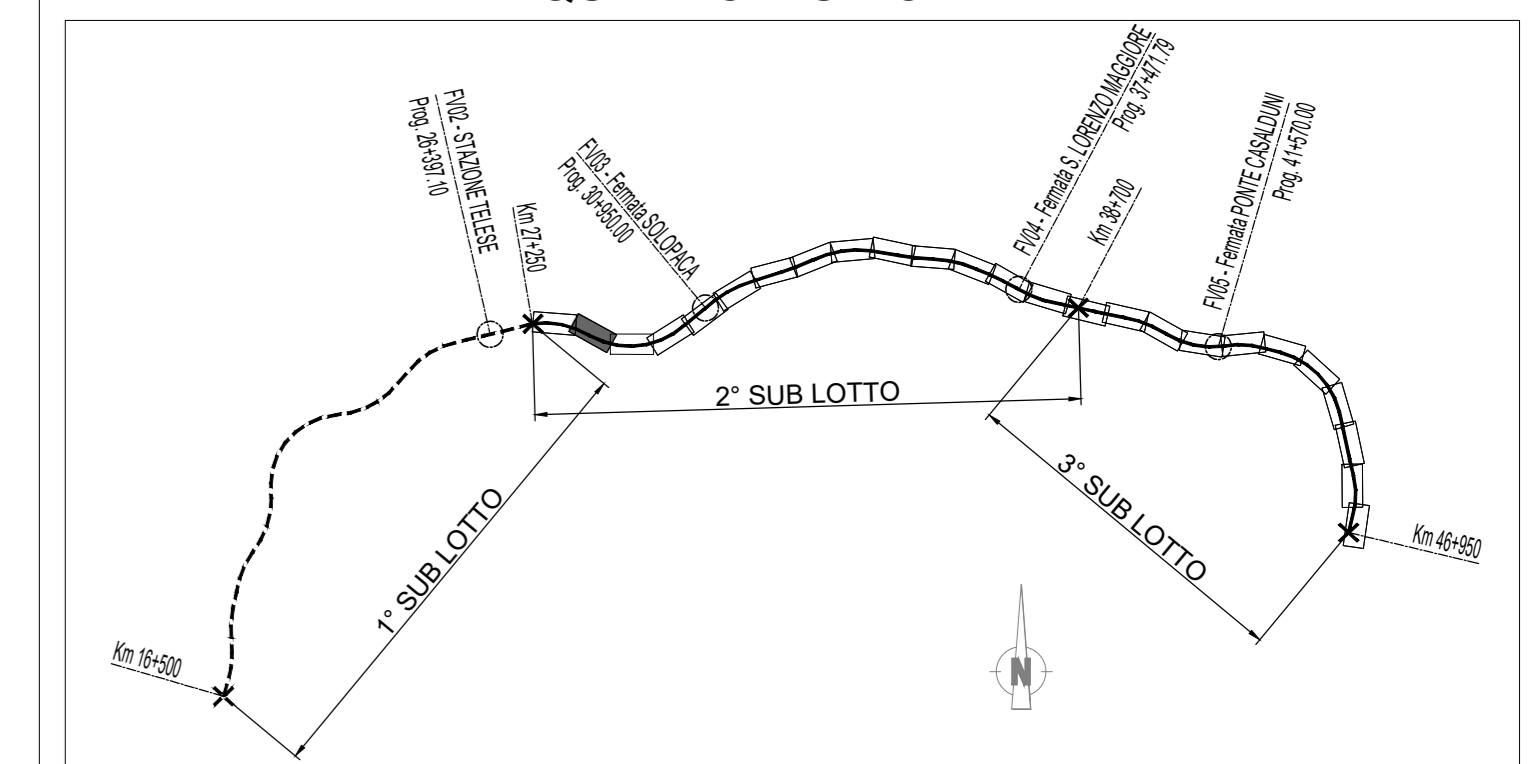 FV02 - STAZIONE TELESE
Prog. 26+397.10
Km 27+250
FV03 - Fermata SOLOPACA
Prog. 30+950.00
FV04 - Fermata S. LORENZO MAGGIORE
Prog. 37+471.79
Km 38+700
FV05 - Fermata PONTE CASALDUNI
Prog. 41+570.00
2° SUB LOTTO
1° SUB LOTTO
3° SUB LOTTO
Km 46+950
Km 16+500
N